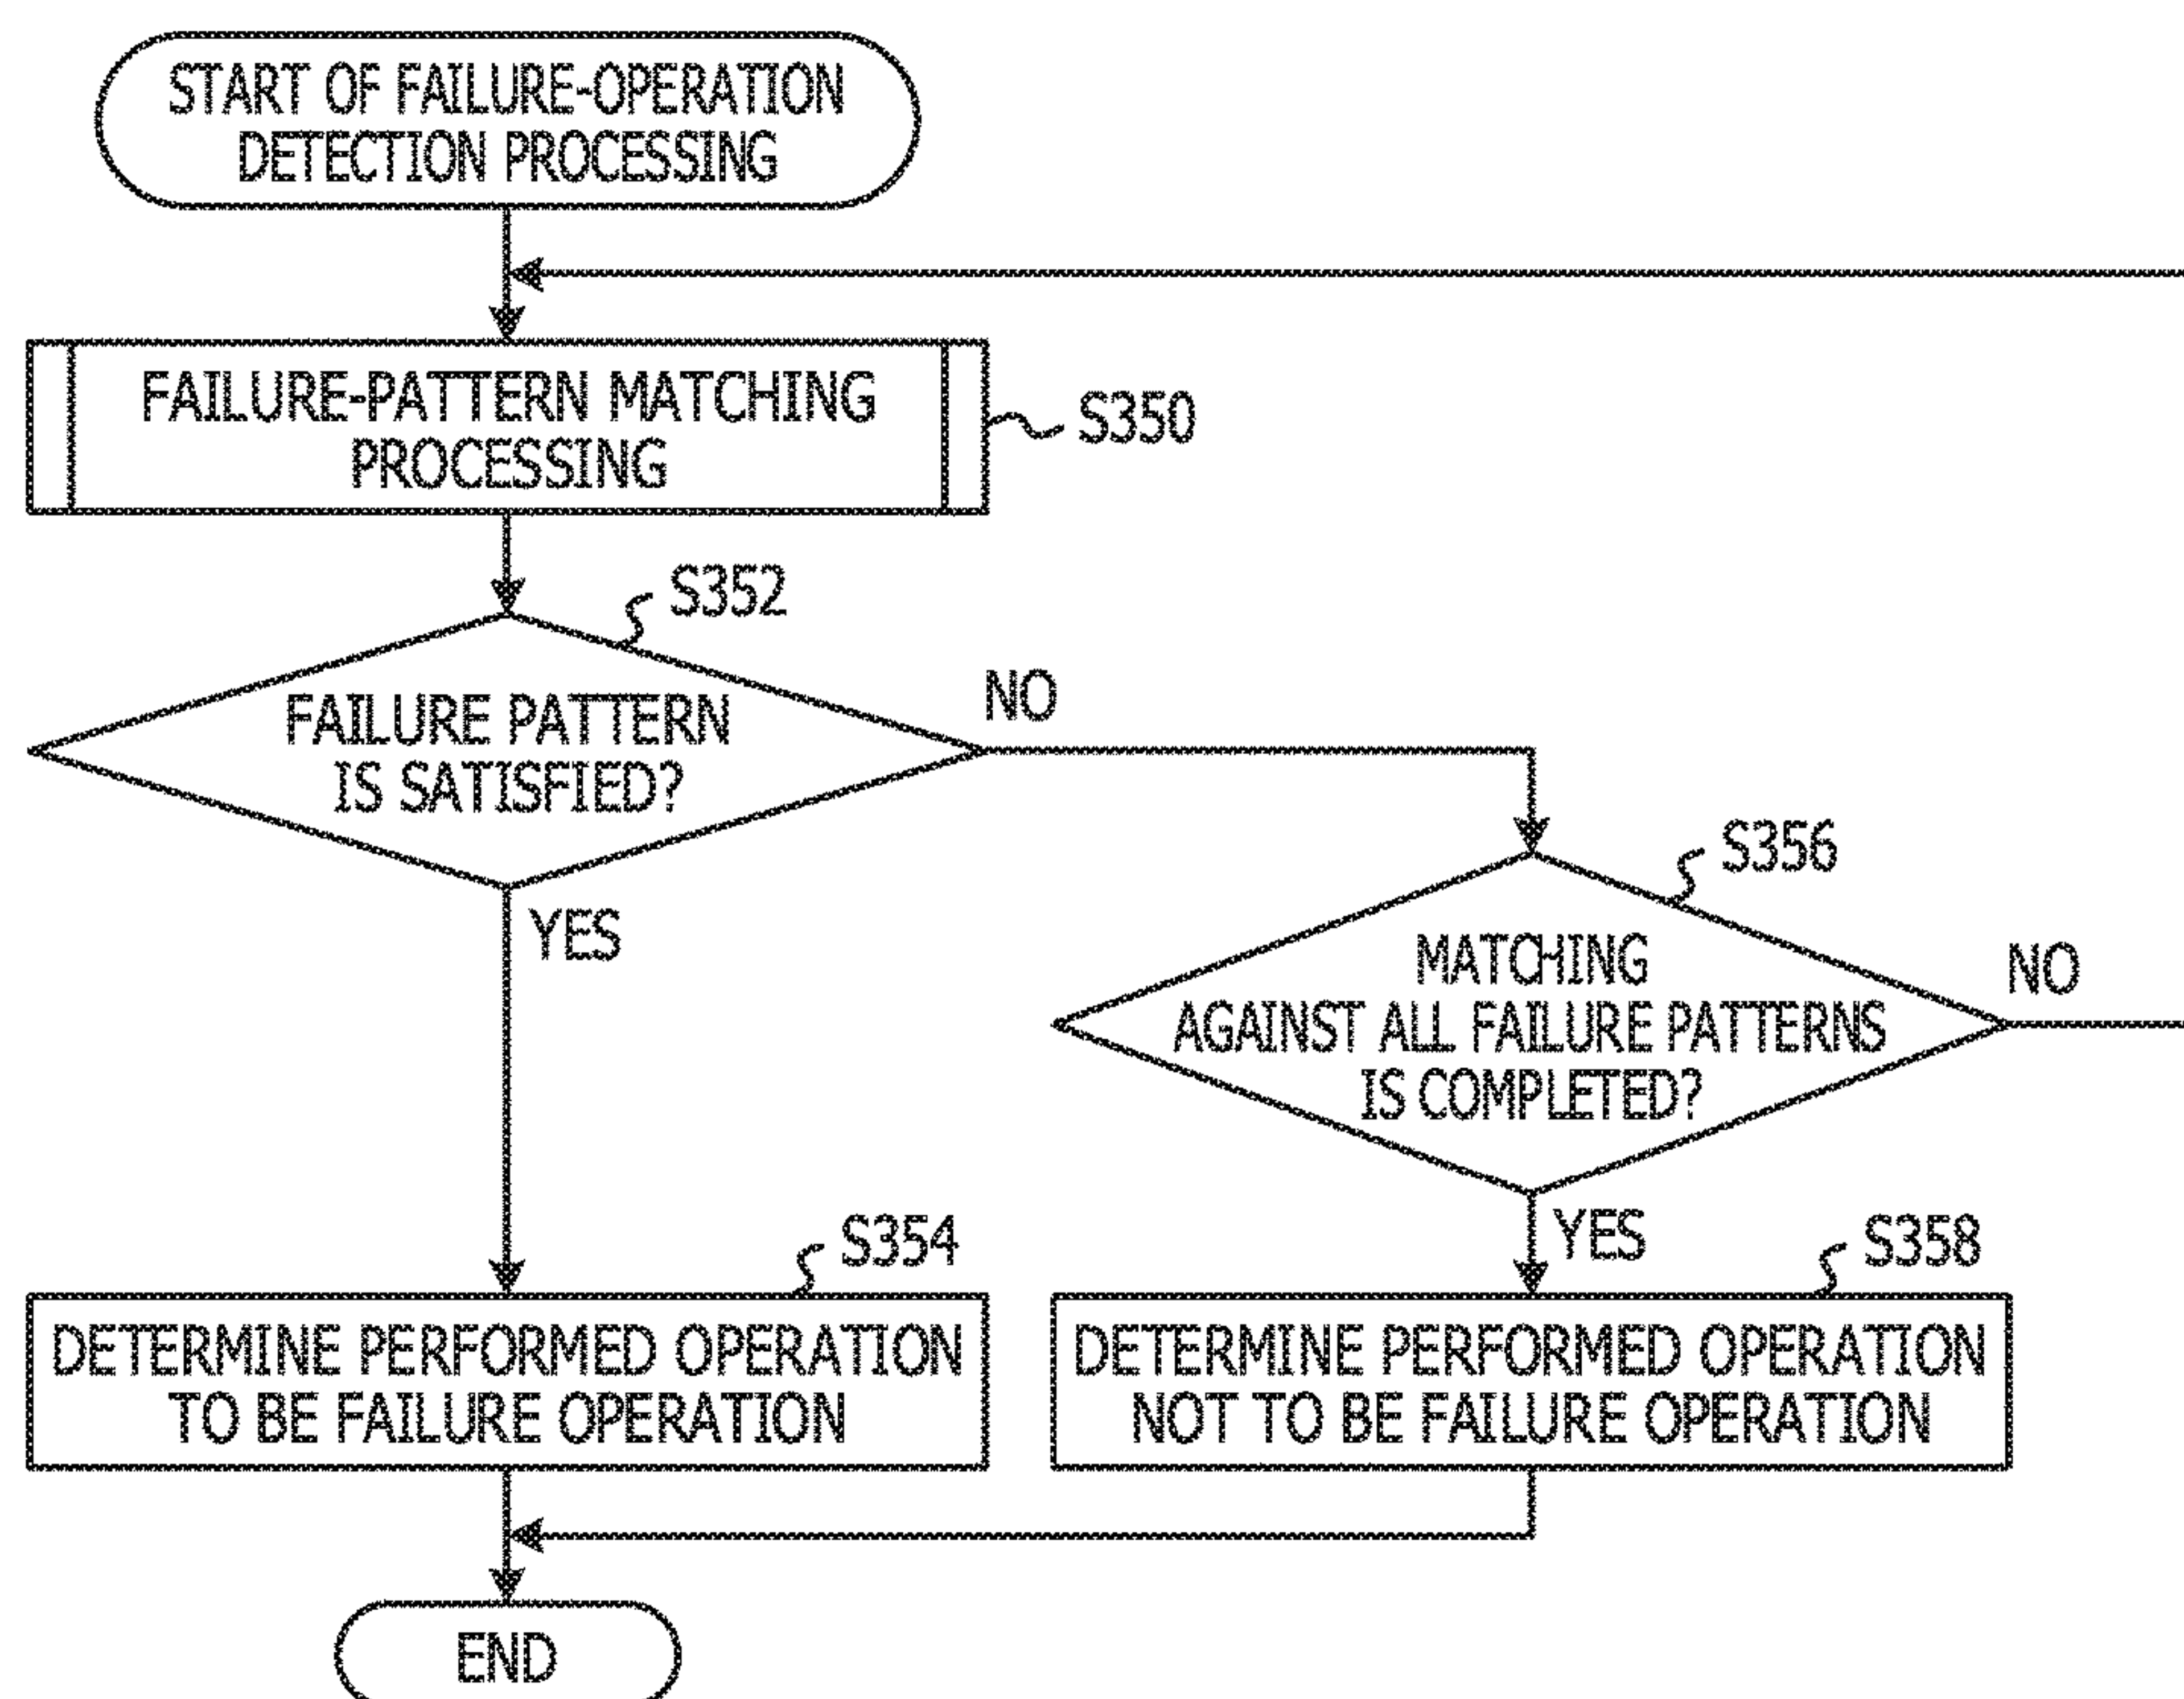 START OF FAILURE-OPERATION
DETECTION PROCESSING
FAILURE-PATTERN MATCHING
PROCESSING
S350
S352
FAILURE PATTERN
IS SATISFIED?
NO
YES
S356
MATCHING
AGAINST ALL FAILURE PATTERNS
IS COMPLETED?
NO
YES
S354
DETERMINE PERFORMED OPERATION
TO BE FAILURE OPERATION
S358
DETERMINE PERFORMED OPERATION
NOT TO BE FAILURE OPERATION
END